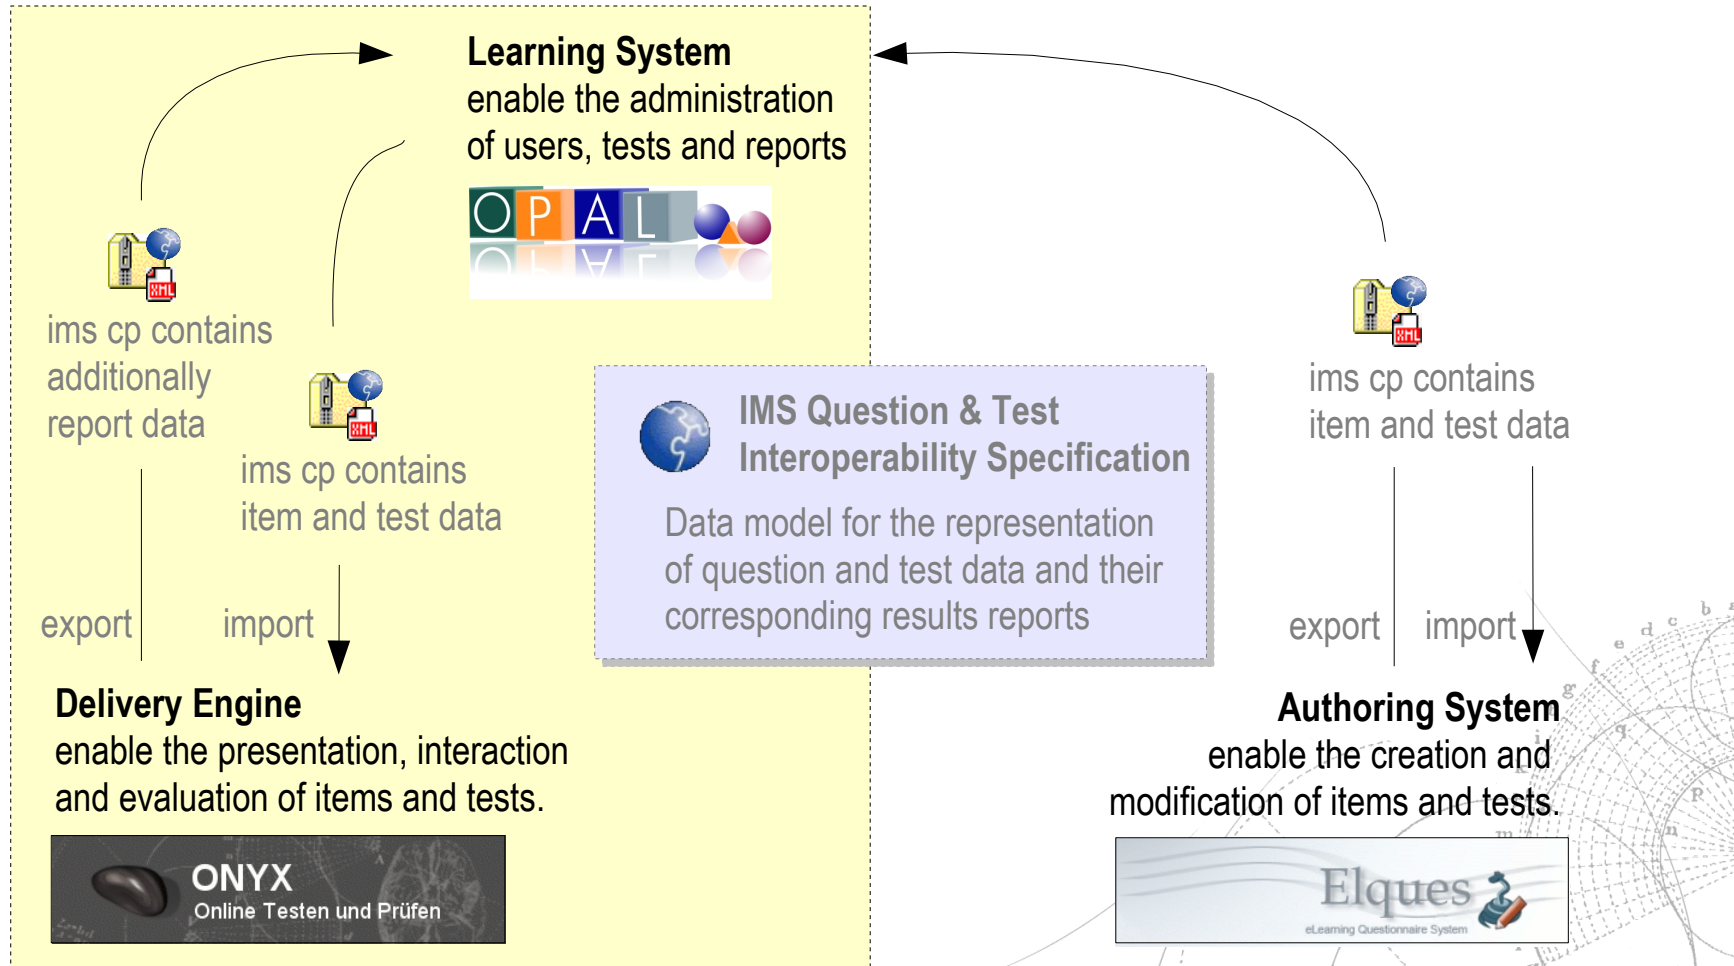 Learning System
enable the administration
of users, tests and reports
OPAL
XML
ims cp contains
additionally
report data
XML
ims cp contains
item and test data
export
import
IMS Question & Test
Interoperability Specification
Data model for the representation
of question and test data and their
corresponding results reports
XML
ims cp contains
item and test data
export
import
Delivery Engine
enable the presentation, interaction
and evaluation of items and tests.
ONYX
Online Testen und Prüfen
Authoring System
enable the creation and
modification of items and tests.
Elques
eLearning Questionnaire System
b
c
d
e
f
g
i
q
k
P
n
m